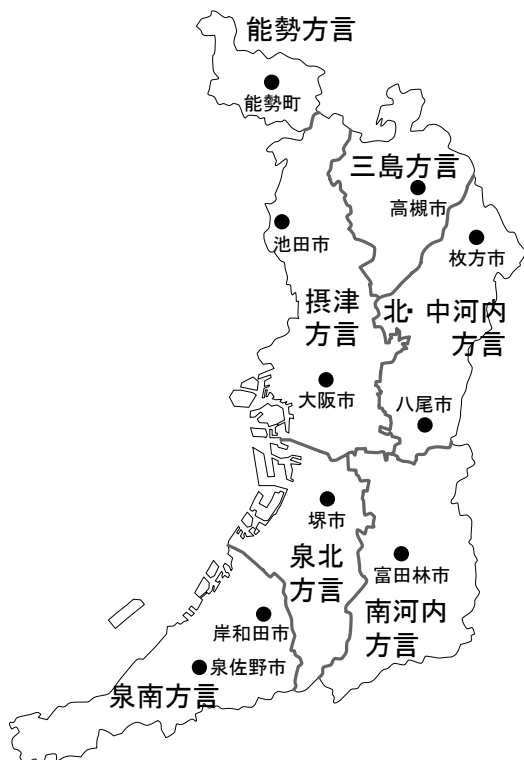 能勢方言
能勢町
三島方言
高槻市
池田市
枚方市
摂津
方言
北・中河内
方言
大阪市
八尾市
堺市
泉北
方言
富田林市
南河内
方言
岸和田市
泉佐野市
泉南方言